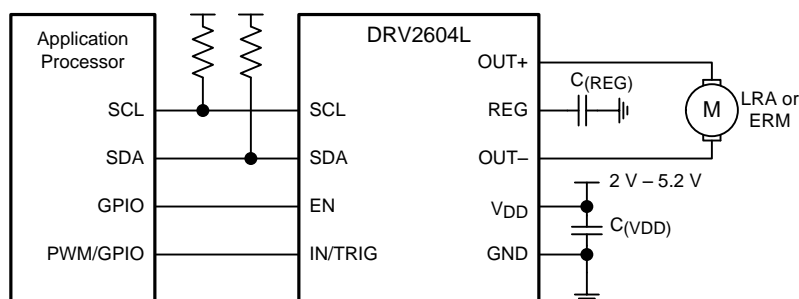 Application
Processor
SCL
SDA
GPIO
PWM/GPIO
DRV2604L
SCL
SDA
EN
IN/TRIG
OUT+
REG
OUT–
VDD
GND
C(REG)
M
LRA or
ERM
2 V – 5.2 V
C(VDD)